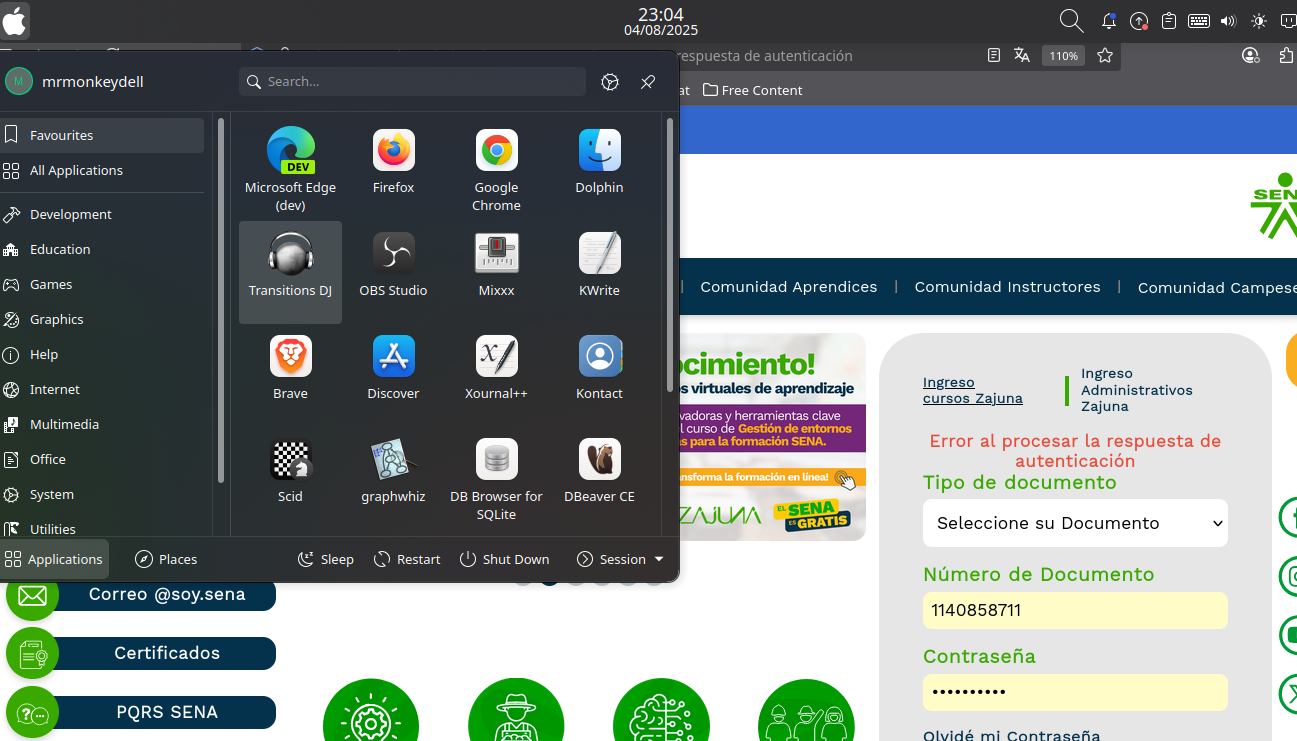 23:04
04/08/2025
respuesta de autenticación
110%
at
Free Content
M
mrmonkeydell
Search...
Favourites
All Applications
Development
Education
Games
Graphics
Help
Internet
Multimedia
Office
System
Utilities
DEV
Microsoft Edge
(dev)
Firefox
Google
Chrome
Dolphin
Transitions DJ
OBS Studio
Mixxx
KWrite
Brave
Discover
Xournal++
Kontact
Scid
graphwhiz
DB Browser for
SQLite
DBeaver CE
Applications
Places
Sleep
Restart
Shut Down
Session
SEN
Comunidad Aprendices
Comunidad Instructores
Comunidad Campese
ocimiento!
s virtuales de aprendizaje
vadoras y herramientas clave
l curso de Gestión de entornos
s para la formación SENA.
nsforma la formación en línea!
ZAJUNA
EL
SENA
ES
GRATIS
Ingreso
cursos Zajuna
Ingreso
Administrativos
Zajuna
Error al procesar la respuesta de
autenticación
Tipo de documento
Seleccione su Documento
Número de Documento
1140858711
Contraseña
••••••••••
Olvidé mi Contraseña
Correo @soy.sena
Certificados
PQRS SENA